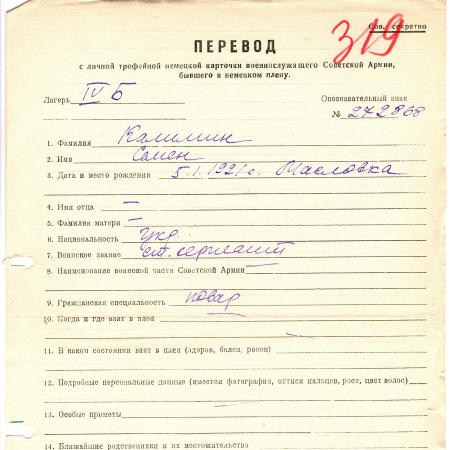 Сов. секретно
319
ПЕРЕВОД
с личной трофейной немецкой карточки военнослужащего Советской Армии,
бывшего в немецком плену.
Лагерь IV Б
Опознавательный знак
№ 272868
1. Фамилия Калинин
2. Имя Семен
3. Дата и место рождения 5.1.1921 г. Масловка
4. Имя отца —
5. Фамилия матери —
6. Национальность Укр.
7. Воинское звание ст. сержант
8. Наименование воинской части Советской Армии —
9. Гражданская специальность повар
10. Когда и где взят в плен
—
11. В каком состоянии взят в плен (здоров, болен, ранен)
12. Подробные персональные данные (имеется фотография, оттиск пальцев, рост, цвет волос)
13. Особые приметы
14. Ближайшие родственники и их местожительство